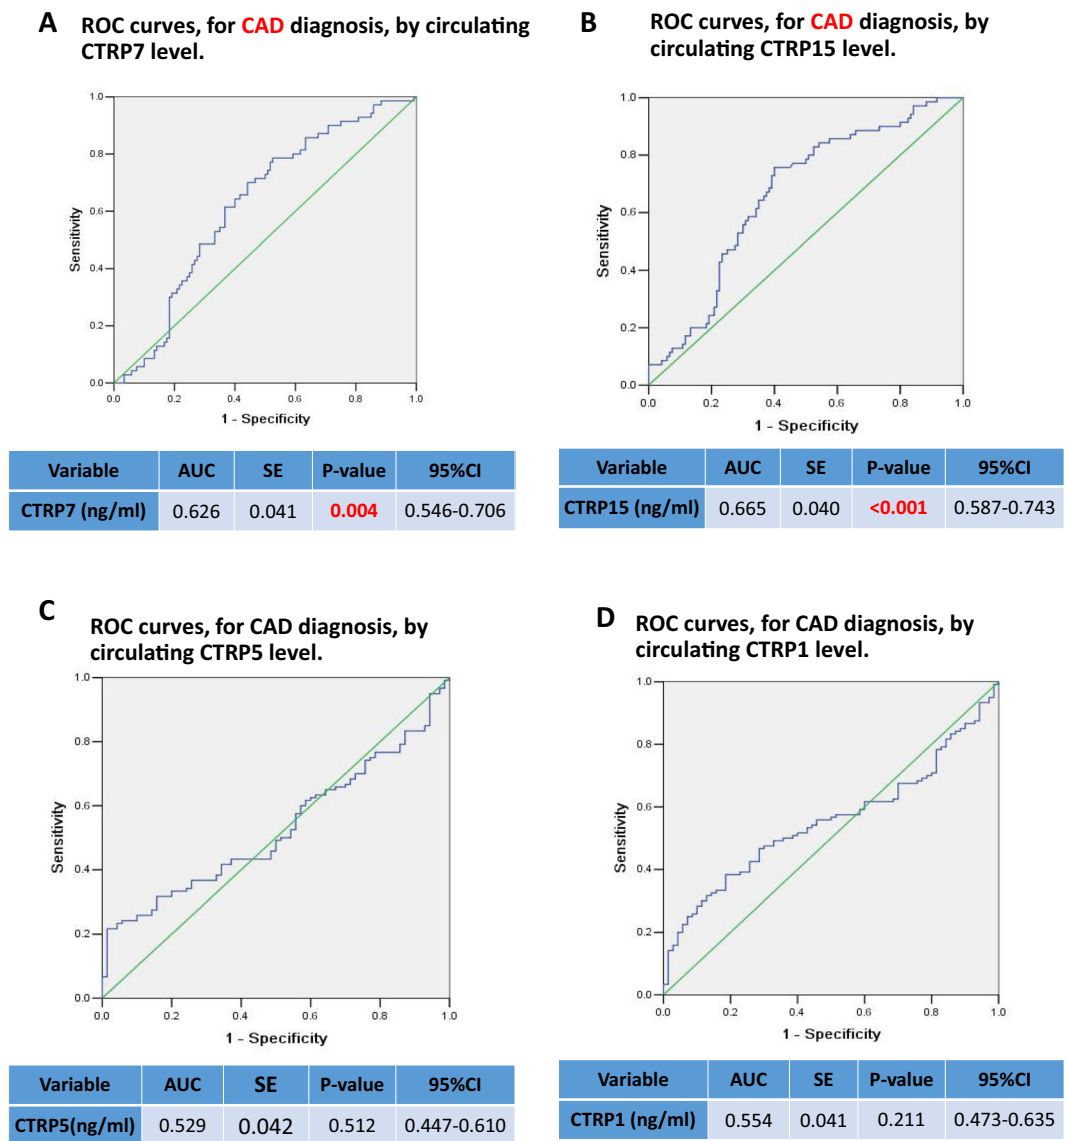 A
ROC curves, for CAD diagnosis, by circulating
CTRP7 level.
1.0
0.8
0.6
0.4
0.2
0.0
Sensitivity
0.0 0.2 0.4 0.6 0.8 1.0
1 - Specificity
Variable AUC SE P-value 95%CI
CTRP7 (ng/ml) 0.626 0.041 0.004 0.546-0.706
B
ROC curves, for CAD diagnosis, by
circulating CTRP15 level.
1.0
0.8
0.6
0.4
0.2
0.0
Sensitivity
0.0 0.2 0.4 0.6 0.8 1.0
1 - Specificity
Variable AUC SE P-value 95%CI
CTRP15 (ng/ml) 0.665 0.040 <0.001 0.587-0.743
C
ROC curves, for CAD diagnosis, by
circulating CTRP5 level.
1.0
0.8
0.6
0.4
0.2
0.0
Sensitivity
0.0 0.2 0.4 0.6 0.8 1.0
1 - Specificity
Variable AUC SE P-value 95%CI
CTRP5(ng/ml) 0.529 0.042 0.512 0.447-0.610
D
ROC curves, for CAD diagnosis, by
circulating CTRP1 level.
1.0
0.8
0.6
0.4
0.2
0.0
Sensitivity
0.0 0.2 0.4 0.6 0.8 1.0
1 - Specificity
Variable AUC SE P-value 95%CI
CTRP1 (ng/ml) 0.554 0.041 0.211 0.473-0.635